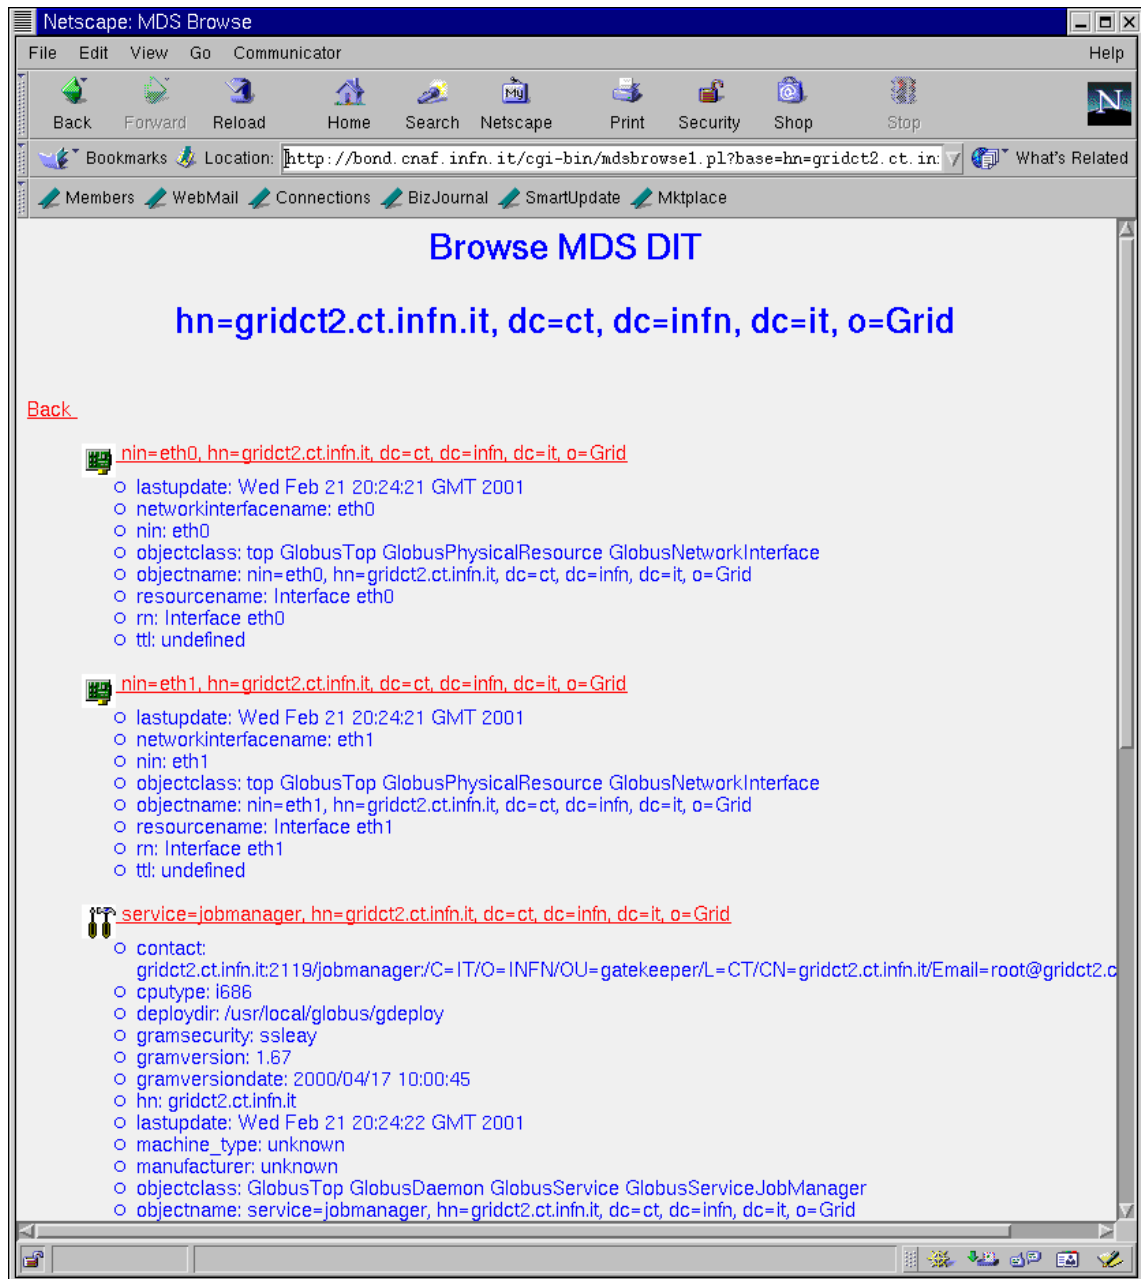 Netscape: MDS Browse
File Edit View Go Communicator Help
Back Forward Reload Home Search Netscape Print Security Shop Stop
My
N
Bookmarks Location: http://bond.cnaf.infn.it/cgi-bin/mdsbrowse1.pl?base=hn=gridct2.ct.in: What's Related
Members WebMail Connections BizJournal SmartUpdate Mktplace
Browse MDS DIT
hn=gridct2.ct.infn.it, dc=ct, dc=infn, dc=it, o=Grid
Back
nin=eth0, hn=gridct2.ct.infn.it, dc=ct, dc=infn, dc=it, o=Grid
lastupdate: Wed Feb 21 20:24:21 GMT 2001
networkinterfacename: eth0
nin: eth0
objectclass: top GlobusTop GlobusPhysicalResource GlobusNetworkInterface
objectname: nin=eth0, hn=gridct2.ct.infn.it, dc=ct, dc=infn, dc=it, o=Grid
resourcename: Interface eth0
rn: Interface eth0
ttl: undefined
nin=eth1, hn=gridct2.ct.infn.it, dc=ct, dc=infn, dc=it, o=Grid
lastupdate: Wed Feb 21 20:24:21 GMT 2001
networkinterfacename: eth1
nin: eth1
objectclass: top GlobusTop GlobusPhysicalResource GlobusNetworkInterface
objectname: nin=eth1, hn=gridct2.ct.infn.it, dc=ct, dc=infn, dc=it, o=Grid
resourcename: Interface eth1
rn: Interface eth1
ttl: undefined
service=jobmanager, hn=gridct2.ct.infn.it, dc=ct, dc=infn, dc=it, o=Grid
contact:
gridct2.ct.infn.it:2119/jobmanager:/C=IT/O=INFN/OU=gatekeeper/L=CT/CN=gridct2.ct.infn.it/Email=root@gridct2.c
cputype: i686
deploydir: /usr/local/globus/gdeploy
gramsecurity: ssleay
gramversion: 1.67
gramversiondate: 2000/04/17 10:00:45
hn: gridct2.ct.infn.it
lastupdate: Wed Feb 21 20:24:22 GMT 2001
machine_type: unknown
manufacturer: unknown
objectclass: GlobusTop GlobusDaemon GlobusService GlobusServiceJobManager
objectname: service=jobmanager, hn=gridct2.ct.infn.it, dc=ct, dc=infn, dc=it, o=Grid